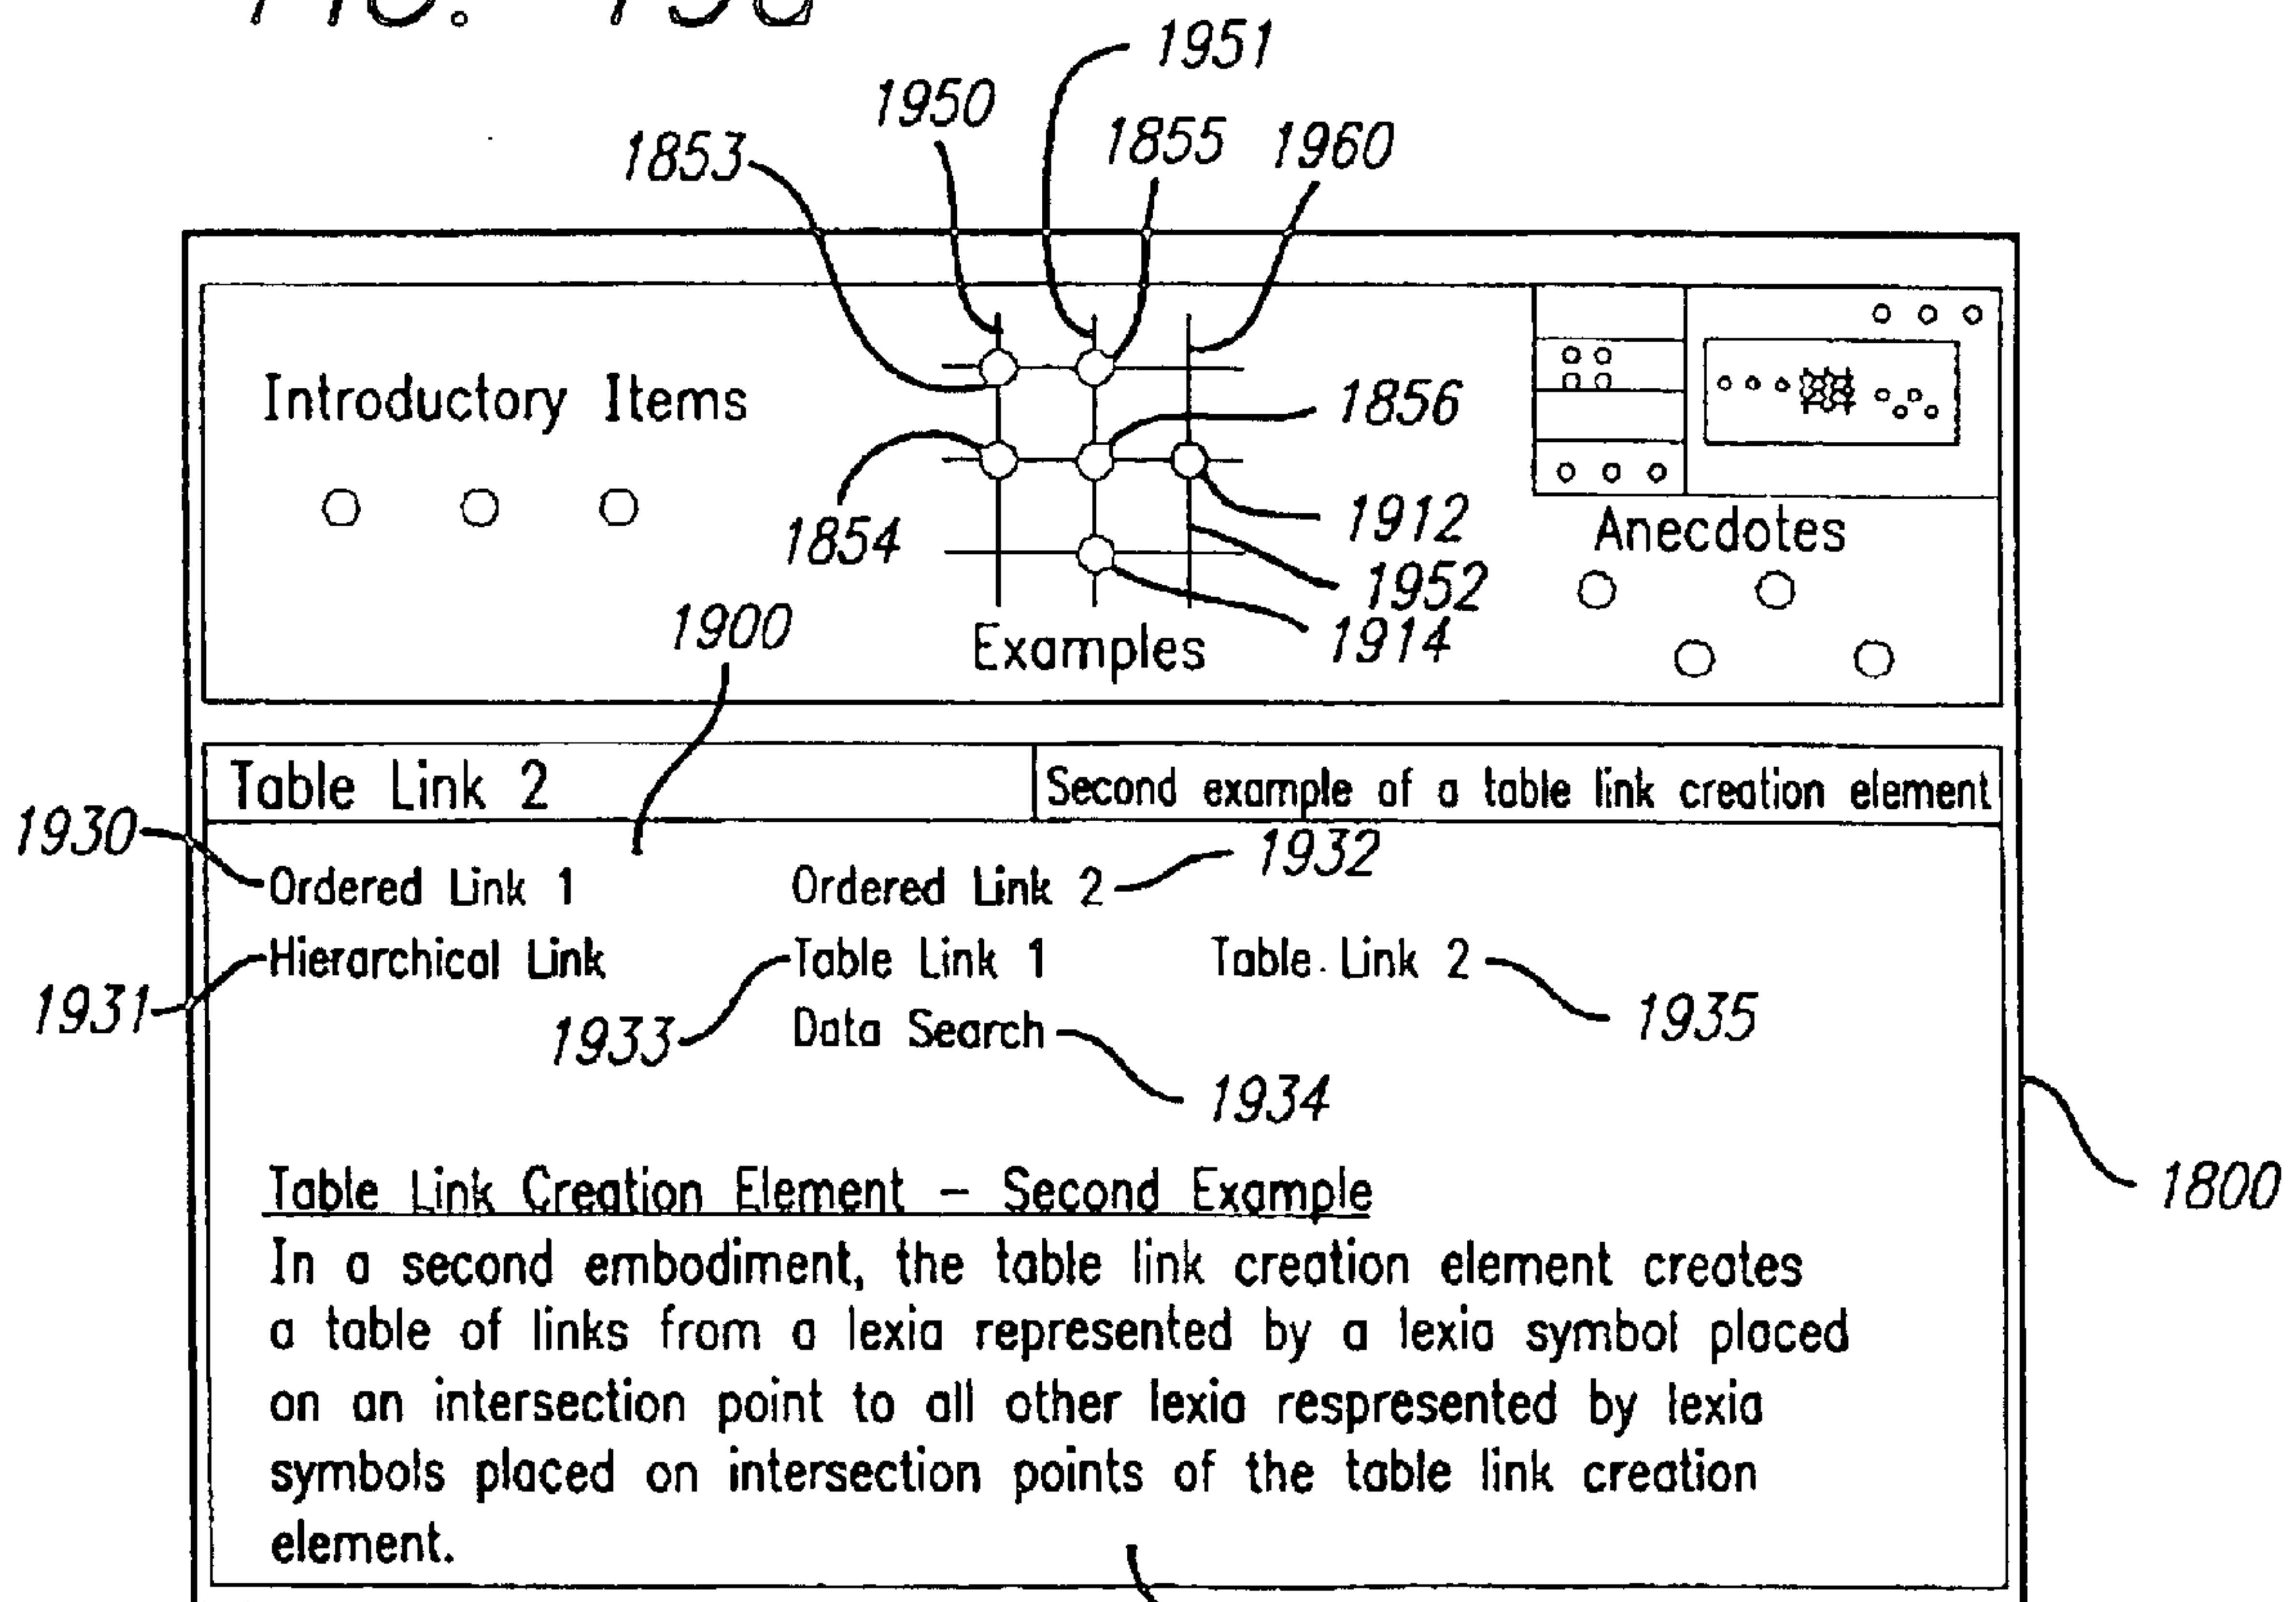 1951
1950
1853
1855
1960
Introductory Items
1856
1854
1912
Anecdotes
1952
1900
Examples
1914
Table Link 2
Second example of a table link creation element
1930
1932
Ordered Link 1
Ordered Link 2
Hierarchical Link
Table Link 1
Table Link 2
1931
1933
Data Search
1935
1934
1800
Table Link Creation Element – Second Example
In a second embodiment, the table link creation element creates
a table of links from a lexia represented by a lexia symbol placed
on an intersection point to all other lexia respresented by lexia
symbols placed on intersection points of the table link creation
element.